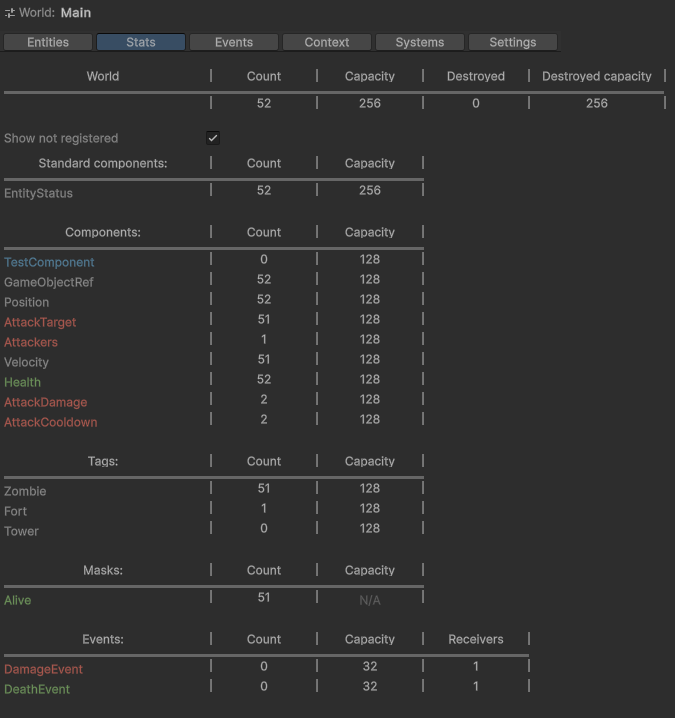 World: Main
Entities Stats Events Context Systems Settings
World | Count | Capacity | Destroyed | Destroyed capacity |
| 52 | 256 | 0 | 256 |
Show not registered
Standard components: | Count | Capacity |
EntityStatus | 52 | 256 |
Components: | Count | Capacity |
TestComponent | 0 | 128 |
GameObjectRef | 52 | 128 |
Position | 52 | 128 |
AttackTarget | 51 | 128 |
Attackers | 1 | 128 |
Velocity | 51 | 128 |
Health | 52 | 128 |
AttackDamage | 2 | 128 |
AttackCooldown | 2 | 128 |
Tags: | Count | Capacity |
Zombie | 51 | 128 |
Fort | 1 | 128 |
Tower | 0 | 128 |
Masks: | Count | Capacity |
Alive | 51 | N/A |
Events: | Count | Capacity | Receivers |
DamageEvent | 0 | 32 | 1 |
DeathEvent | 0 | 32 | 1 |